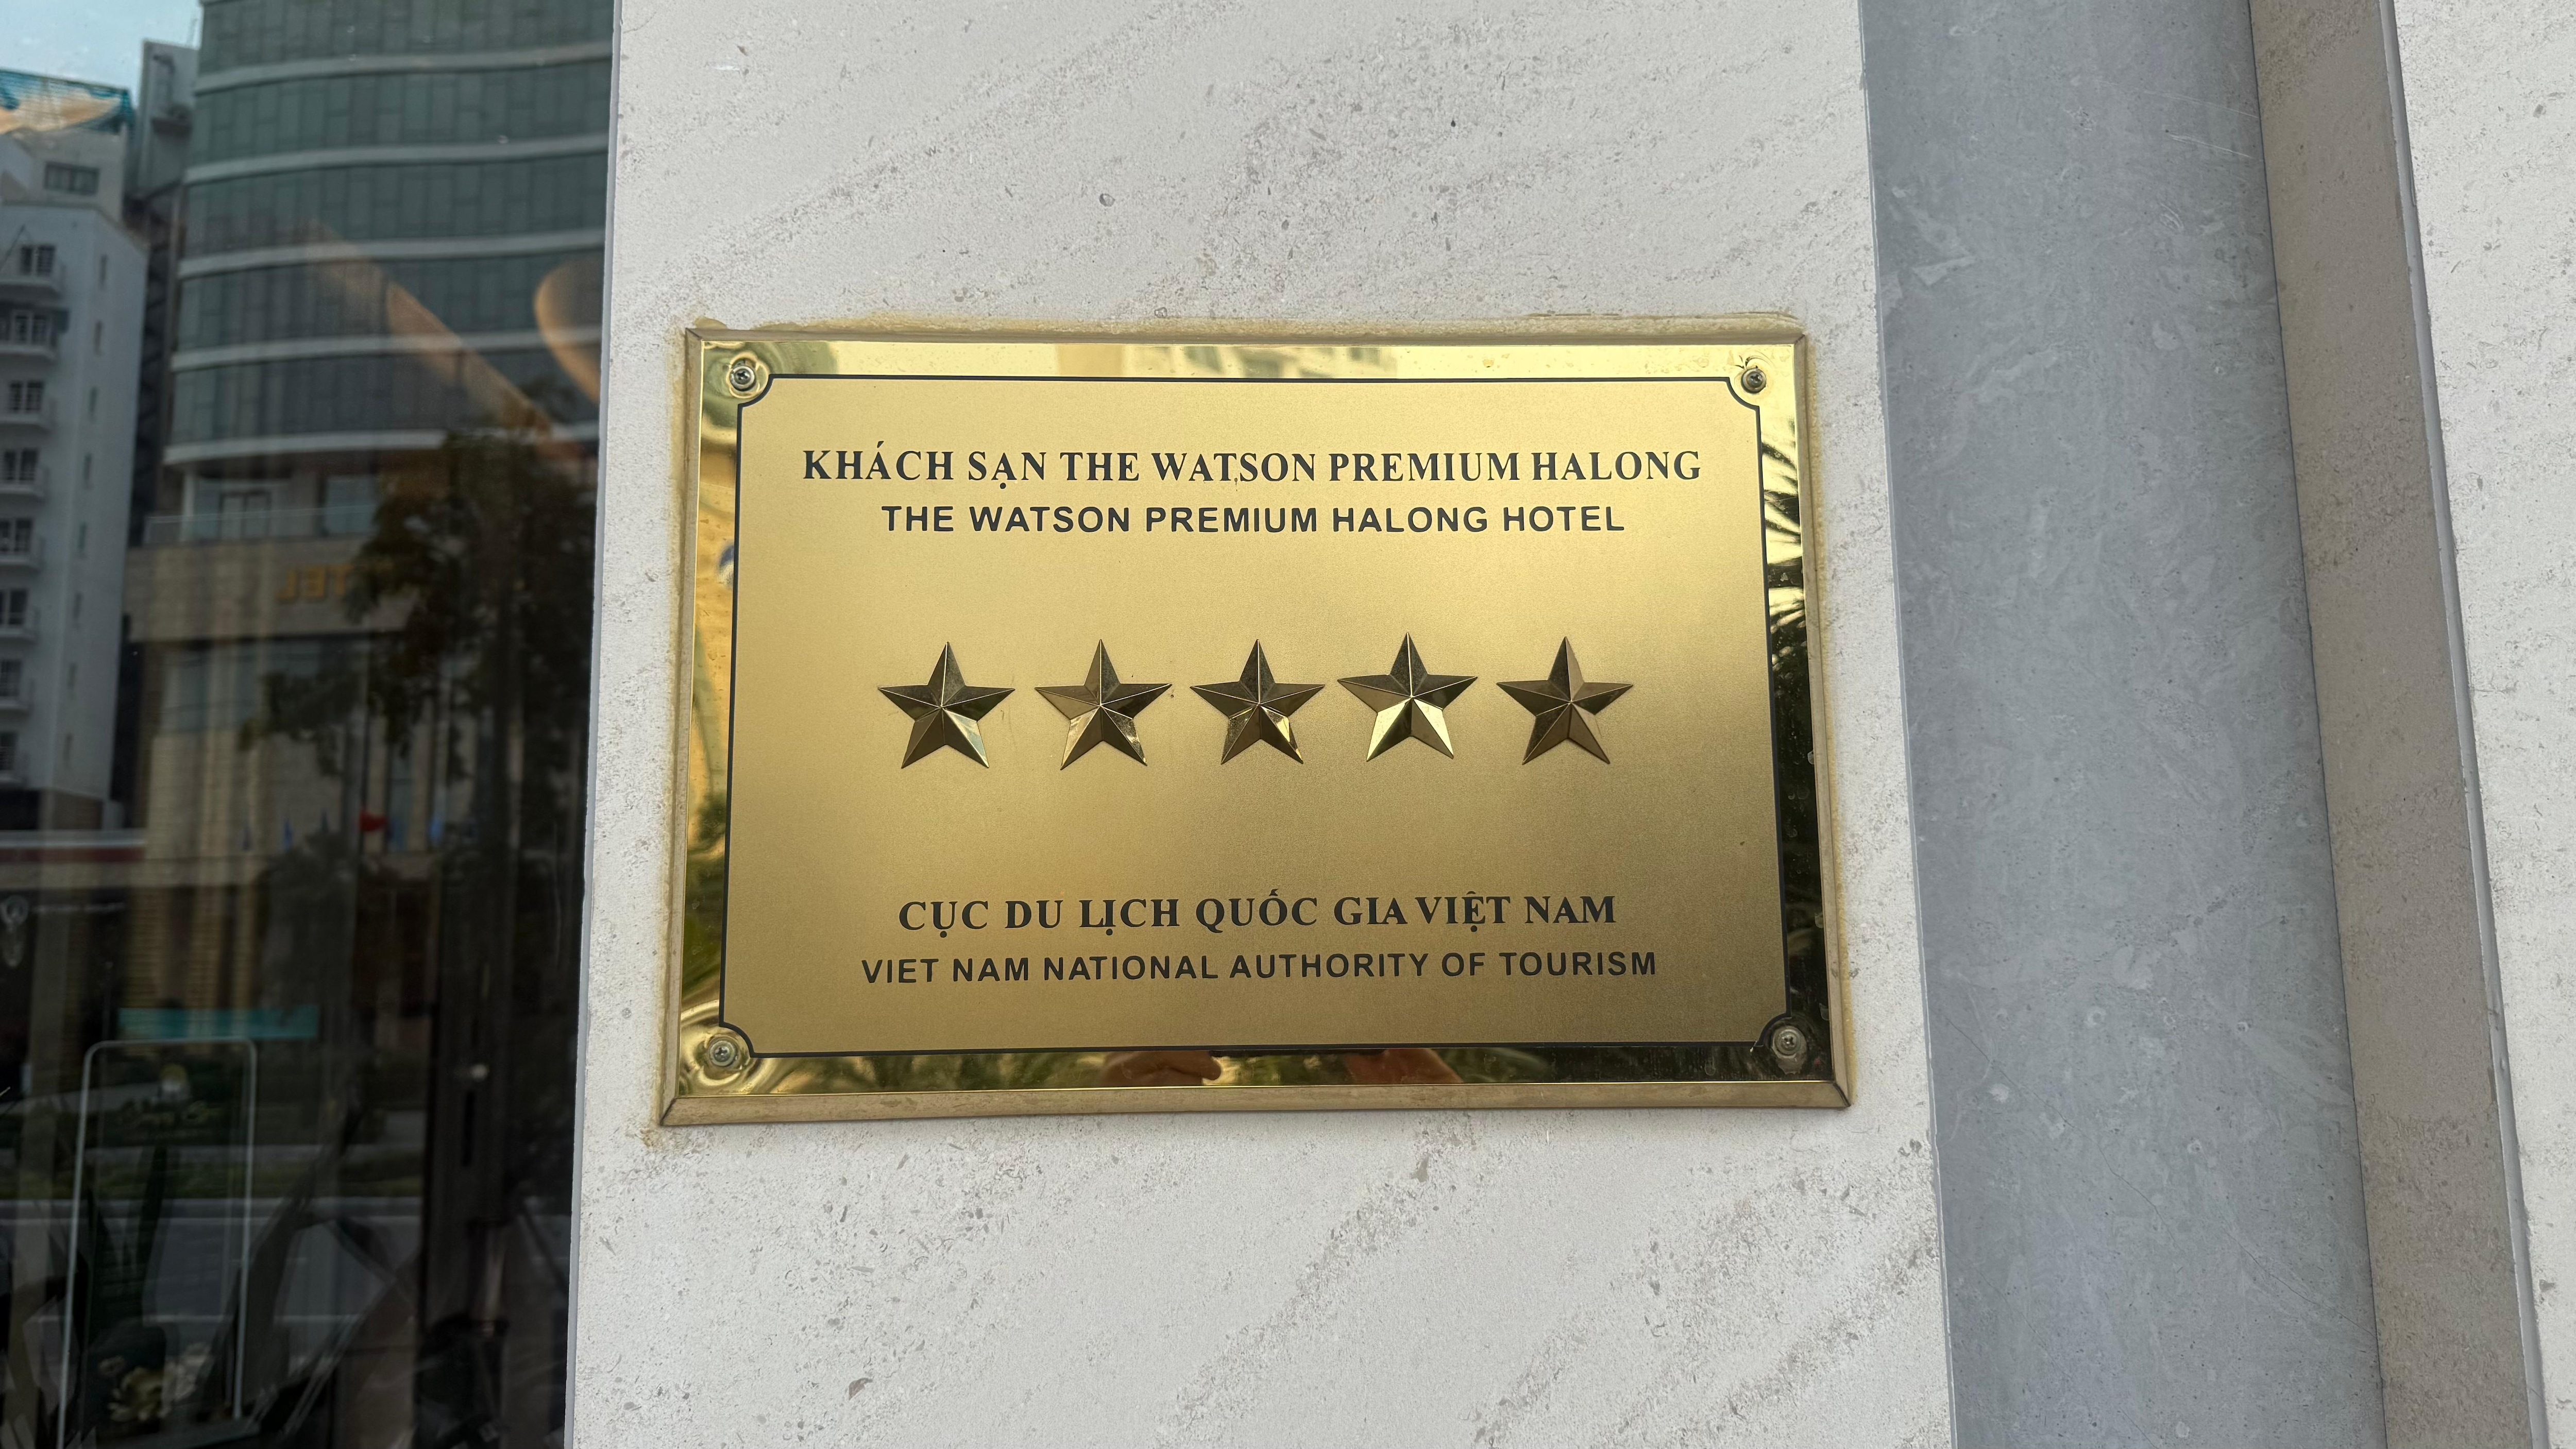 KHÁCH SẠN THE WATSON PREMIUM HALONG
THE WATSON PREMIUM HALONG HOTEL
CỤC DU LỊCH QUỐC GIA VIỆT NAM
VIET NAM NATIONAL AUTHORITY OF TOURISM